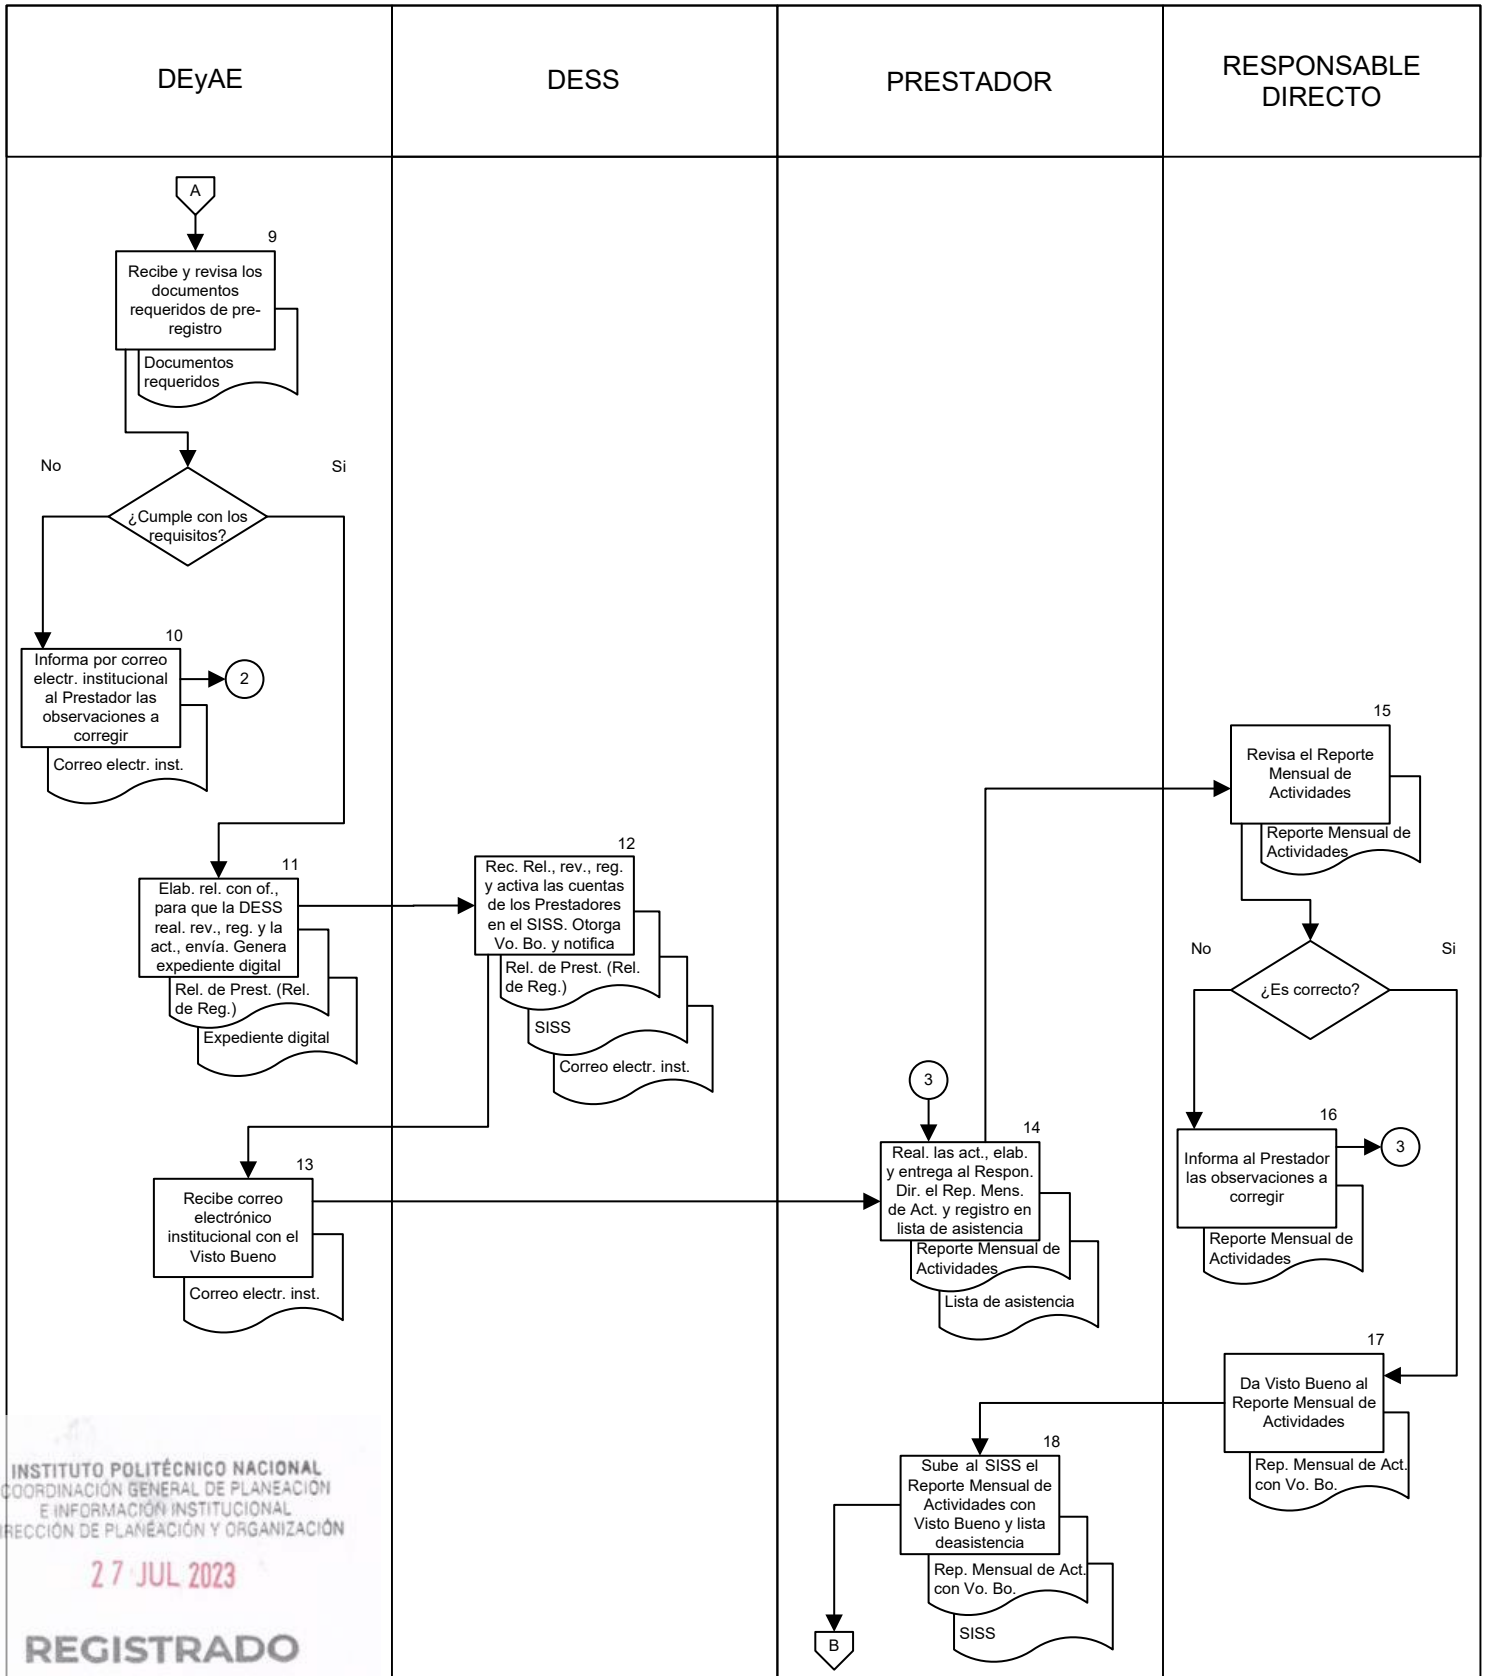 DEyAE
DESS
PRESTADOR
RESPONSABLE
DIRECTO
A
9
Recibe y revisa los
documentos
requeridos de pre-
registro
Documentos
requeridos
No
Si
¿Cumple con los
requisitos?
10
Informa por correo
electr. institucional
al Prestador las
observaciones a
corregir
2
Correo electr. inst.
11
Elab. rel. con of.,
para que la DESS
real. rev., reg. y la
act., envía. Genera
expediente digital
Rel. de Prest. (Rel.
de Reg.)
Expediente digital
12
Rec. Rel., rev., reg.
y activa las cuentas
de los Prestadores
en el SISS. Otorga
Vo. Bo. y notifica
Rel. de Prest. (Rel.
de Reg.)
SISS
Correo electr. inst.
13
Recibe correo
electrónico
institucional con el
Visto Bueno
Correo electr. inst.
3
14
Real. las act., elab.
y entrega al Respon.
Dir. el Rep. Mens.
de Act. y registro en
lista de asistencia
Reporte Mensual de
Actividades
Lista de asistencia
15
Revisa el Reporte
Mensual de
Actividades
Reporte Mensual de
Actividades
No
Si
¿Es correcto?
16
Informa al Prestador
las observaciones a
corregir
3
Reporte Mensual de
Actividades
17
Da Visto Bueno al
Reporte Mensual de
Actividades
Rep. Mensual de Act.
con Vo. Bo.
18
Sube al SISS el
Reporte Mensual de
Actividades con
Visto Bueno y lista
deasistencia
Rep. Mensual de Act.
con Vo. Bo.
SISS
B
INSTITUTO POLITÉCNICO NACIONAL
COORDINACIÓN GENERAL DE PLANEACIÓN
E INFORMACIÓN INSTITUCIONAL
DIRECCIÓN DE PLANEACIÓN Y ORGANIZACIÓN
27 JUL 2023
REGISTRADO